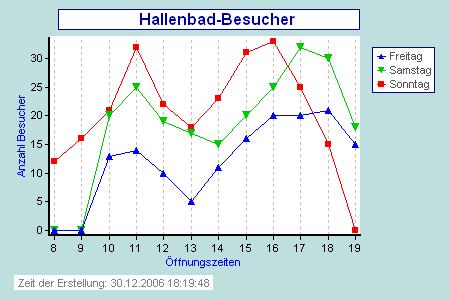 Hallenbad-Besucher
Anzahl Besucher
30
25
20
15
10
5
0
8 9 10 11 12 13 14 15 16 17 18 19
Öffnungszeiten
Freitag
Samstag
Sonntag
Zeit der Erstellung: 30.12.2006 18:19:48